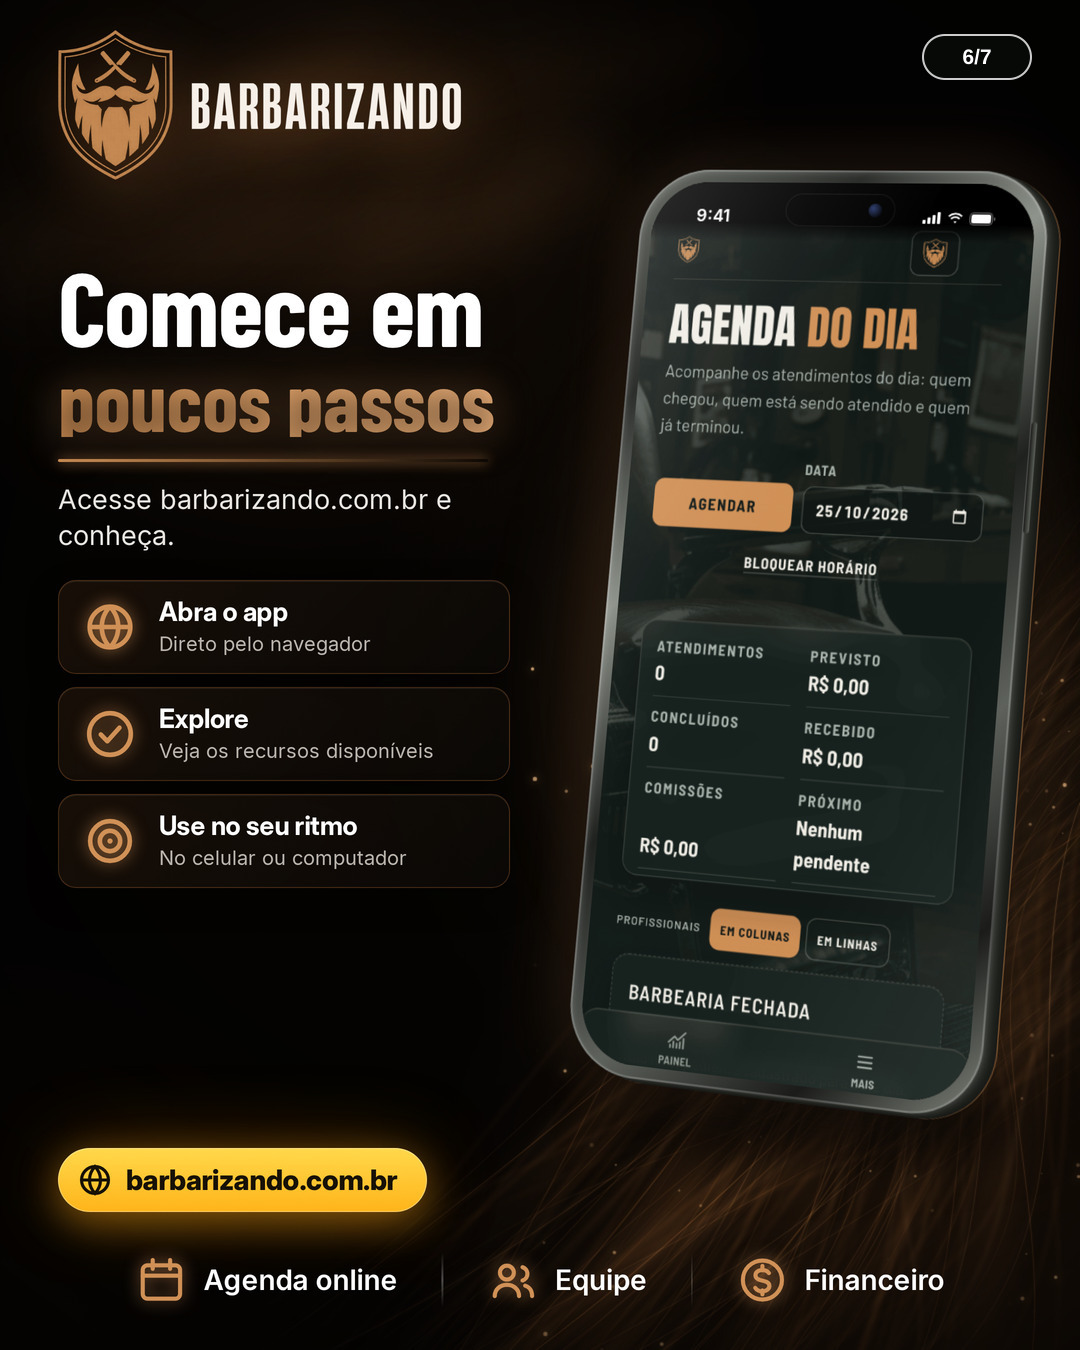 BARBARIZANDO
6/7
Comece em
poucos passos
Acesse barbarizando.com.br e
conheça.
Abra o app
Direto pelo navegador
Explore
Veja os recursos disponíveis
Use no seu ritmo
No celular ou computador
9:41
AGENDA DO DIA
Acompanhe os atendimentos do dia: quem
chegou, quem está sendo atendido e quem
já terminou.
DATA
AGENDAR
25/10/2026
BLOQUEAR HORÁRIO
ATENDIMENTOS
0
PREVISTO
R$ 0,00
CONCLUÍDOS
0
RECEBIDO
R$ 0,00
COMISSÕES
R$ 0,00
PRÓXIMO
Nenhum
pendente
PROFISSIONAIS
EM COLUNAS
EM LINHAS
BARBEARIA FECHADA
PAINEL
MAIS
barbarizando.com.br
Agenda online
Equipe
Financeiro